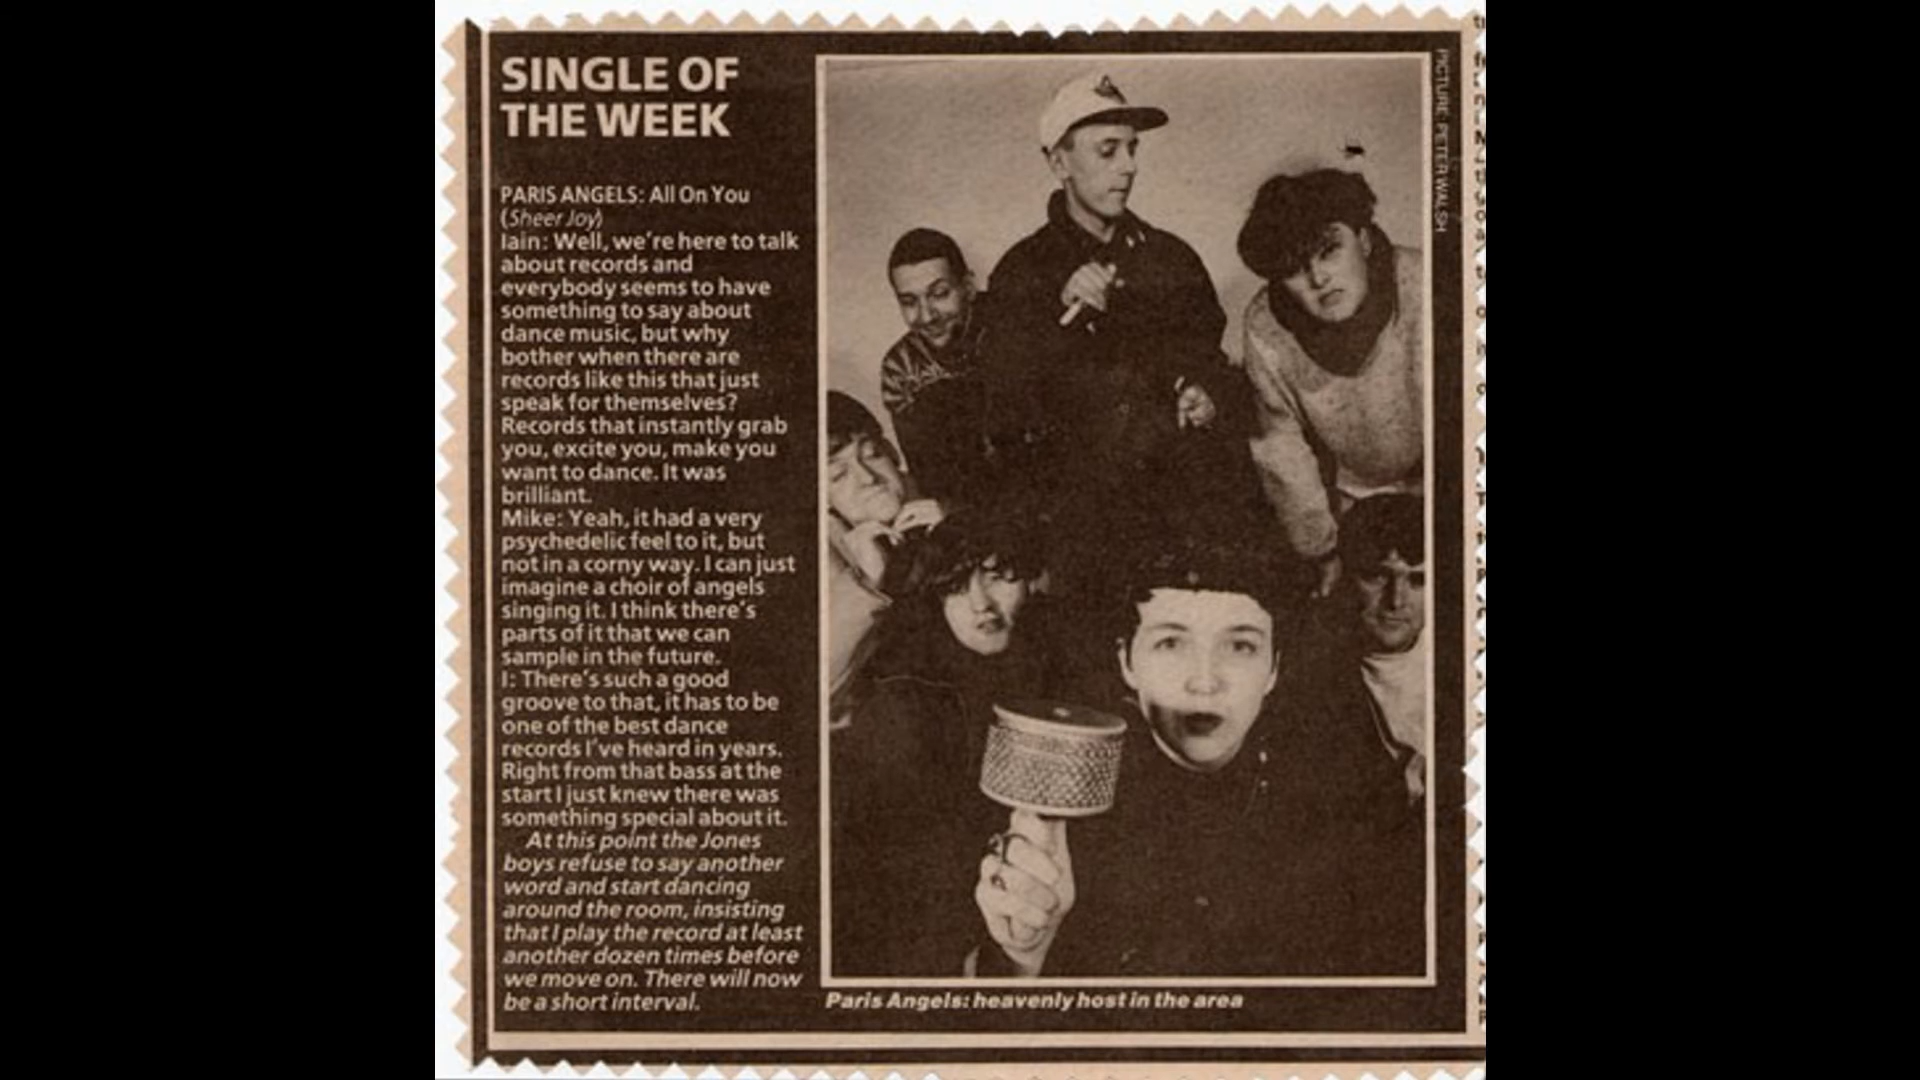 SINGLE OF
THE WEEK
PARIS ANGELS: All On You
(Sheer Joy)
Iain: Well, we're here to talk
about records and
everybody seems to have
something to say about
dance music, but why
bother when there are
records like this that just
speak for themselves?
Records that instantly grab
you, excite you, make you
want to dance. It was
brilliant.
Mike: Yeah, it had a very
psychedelic feel to it, but
not in a corny way. I can just
imagine a choir of angels
singing it. I think there's
parts of it that we can
sample in the future.
I: There's such a good
groove to that, it has to be
one of the best dance
records I've heard in years.
Right from that bass at the
start I just knew there was
something special about it.
At this point the Jones
boys refuse to say another
word and start dancing
around the room, insisting
that I play the record at least
another dozen times before
we move on. There will now
be a short interval.
PICTURE: PETER WALSH
Paris Angels: heavenly host in the area